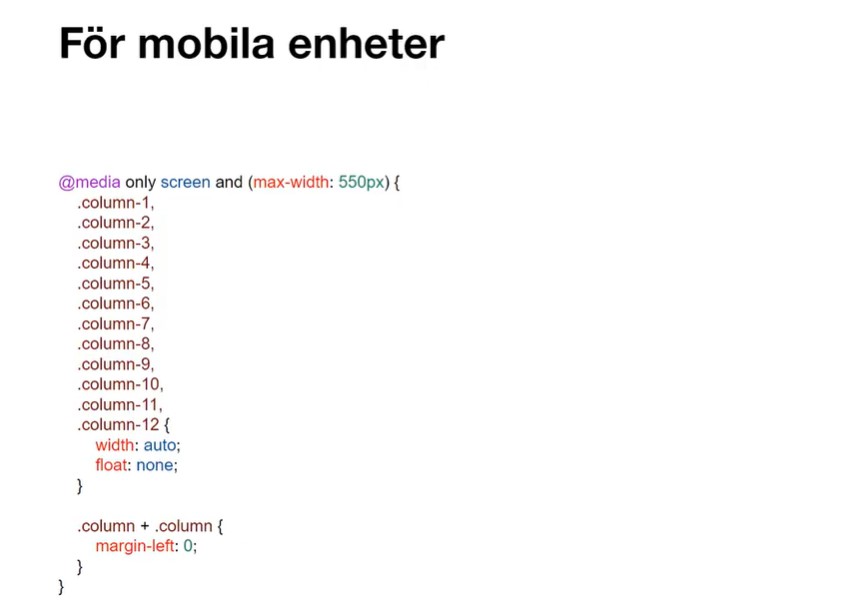 För mobila enheter
@media only screen and (max-width: 550px) {
.column-1,
.column-2,
.column-3,
.column-4,
.column-5,
.column-6,
.column-7,
.column-8,
.column-9,
.column-10,
.column-11,
.column-12 {
width: auto;
float: none;
}
.column + .column {
margin-left: 0;
}
}